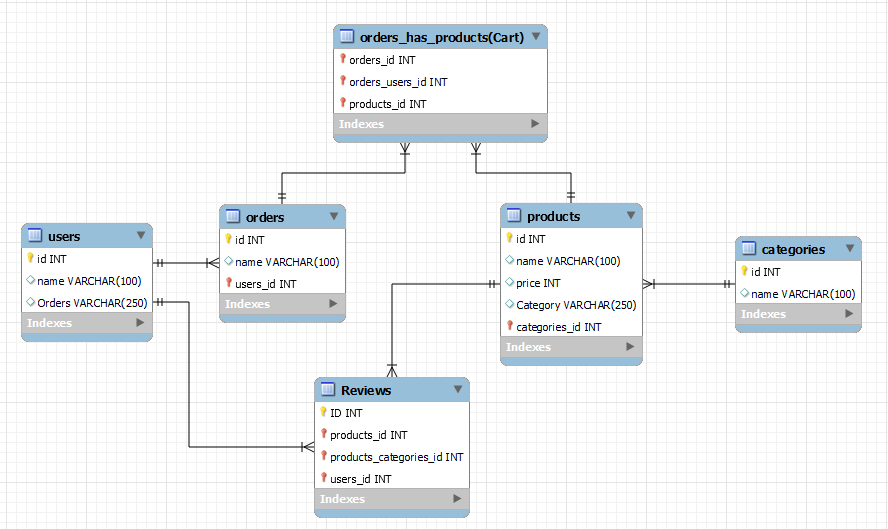 orders_has_products(Cart)
orders_id INT
orders_users_id INT
products_id INT
Indexes
users
id INT
name VARCHAR(100)
Orders VARCHAR(250)
Indexes
orders
id INT
name VARCHAR(100)
users_id INT
Indexes
products
id INT
name VARCHAR(100)
price INT
Category VARCHAR(250)
categories_id INT
Indexes
categories
id INT
name VARCHAR(100)
Indexes
Reviews
ID INT
products_id INT
products_categories_id INT
users_id INT
Indexes